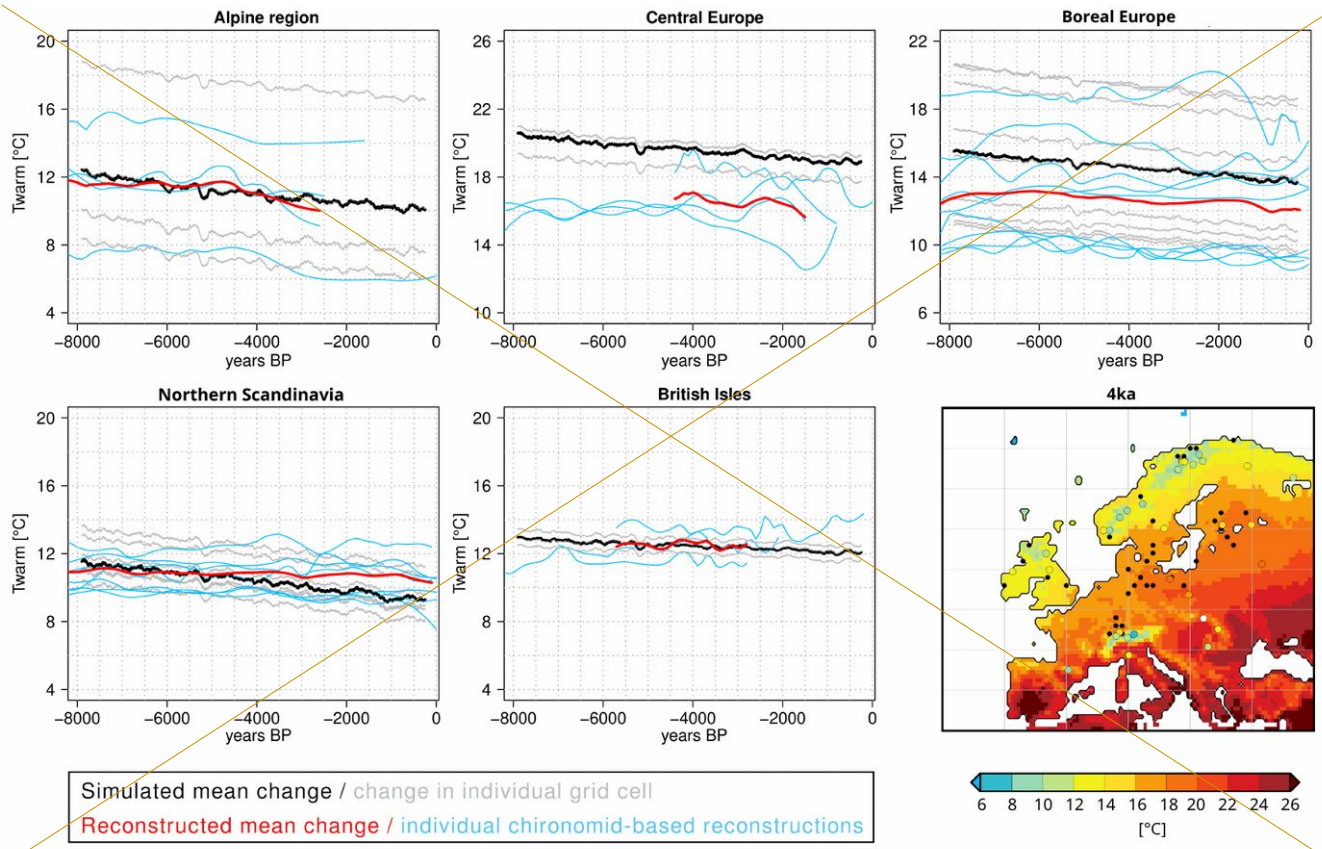 Alpine region
20
16
12
8
4
Twarm [°C]
−8000 −6000 −4000 −2000 0
years BP
Central Europe
26
22
18
14
10
Twarm [°C]
−8000 −6000 −4000 −2000 0
years BP
Boreal Europe
22
18
14
10
6
Twarm [°C]
−8000 −6000 −4000 −2000 0
years BP
Northern Scandinavia
20
16
12
8
4
Twarm [°C]
−8000 −6000 −4000 −2000 0
years BP
British Isles
20
16
12
8
4
Twarm [°C]
−8000 −6000 −4000 −2000 0
years BP
4ka
6 8 10 12 14 16 18 20 22 24 26
[°C]
Simulated mean change / change in individual grid cell
Reconstructed mean change / individual chironomid-based reconstructions